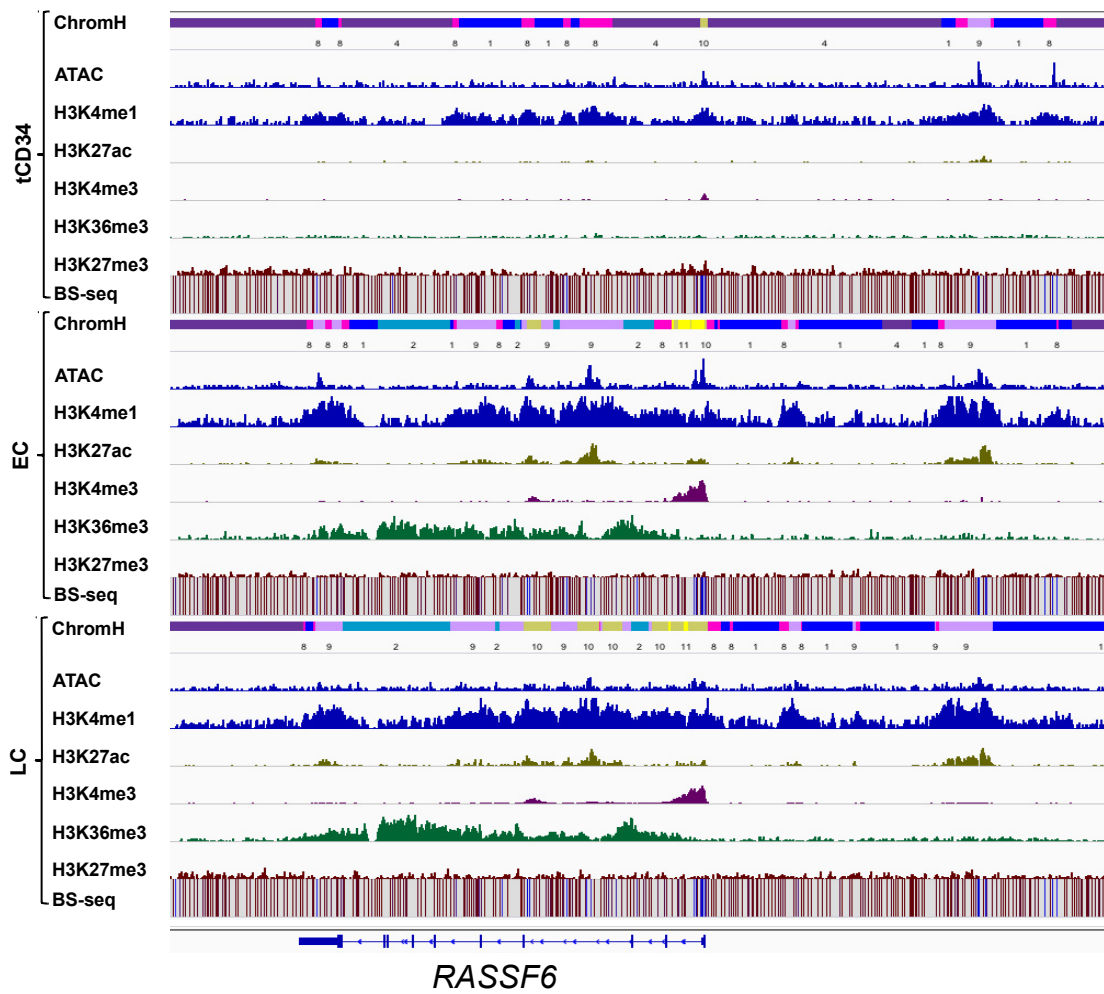 tCD34
ChromH
8 8 4 8 1 8 1 8 8 4 10 4 1 9 1 8
ATAC
H3K4me1
H3K27ac
H3K4me3
H3K36me3
H3K27me3
BS-seq
EC
ChromH
8 8 8 1 2 1 9 8 2 9 9 2 8 11 10 1 8 1 4 1 8 9 1 8
ATAC
H3K4me1
H3K27ac
H3K4me3
H3K36me3
H3K27me3
BS-seq
LC
ChromH
8 9 2 9 2 10 9 10 10 2 10 11 8 8 1 8 8 1 9 1 9 9 1
ATAC
H3K4me1
H3K27ac
H3K4me3
H3K36me3
H3K27me3
BS-seq
RASSF6